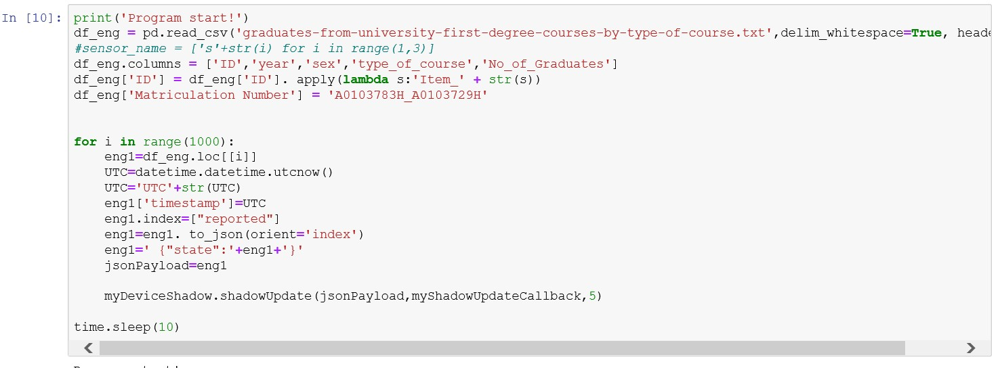 In [10]:
print('Program start!')
df_eng = pd.read_csv('graduates-from-university-first-degree-courses-by-type-of-course.txt',delim_whitespace=True, heade
#sensor_name = ['s'+str(i) for i in range(1,3)]
df_eng.columns = ['ID','year','sex','type_of_course','No_of_Graduates']
df_eng['ID'] = df_eng['ID']. apply(lambda s:'Item_' + str(s))
df_eng['Matriculation Number'] = 'A0103783H_A0103729H'
for i in range(1000):
    eng1=df_eng.loc[[i]]
    UTC=datetime.datetime.utcnow()
    UTC='UTC'+str(UTC)
    eng1['timestamp']=UTC
    eng1.index=["reported"]
    eng1=eng1. to_json(orient='index')
    eng1=' {"state":'+eng1+'}'
    jsonPayload=eng1
    myDeviceShadow.shadowUpdate(jsonPayload,myShadowUpdateCallback,5)
time.sleep(10)